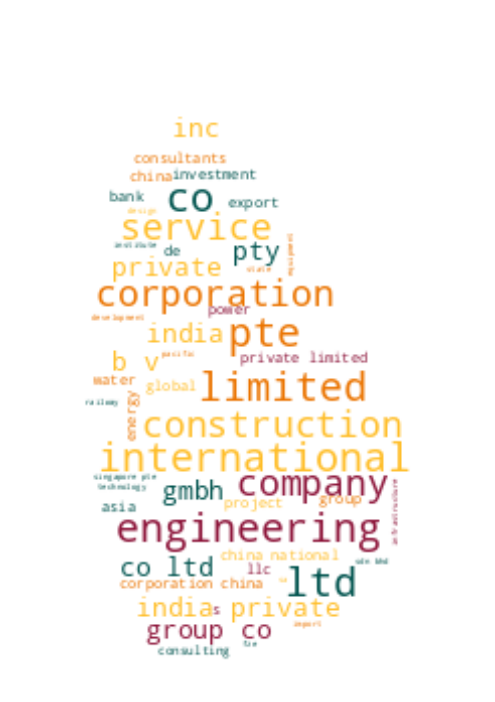 inc
consultants
china investment
bank co export
design
service
institute de pty equipment
private state
corporation
development power
india pte
b v pacific private limited
water global limited
railway energy
construction
international
singapore pte company
technology gmbh group
asia project infrastructure
engineering
china national
co ltd llc sdn bhd
corporation china ltd
india s private
import
group co
consulting